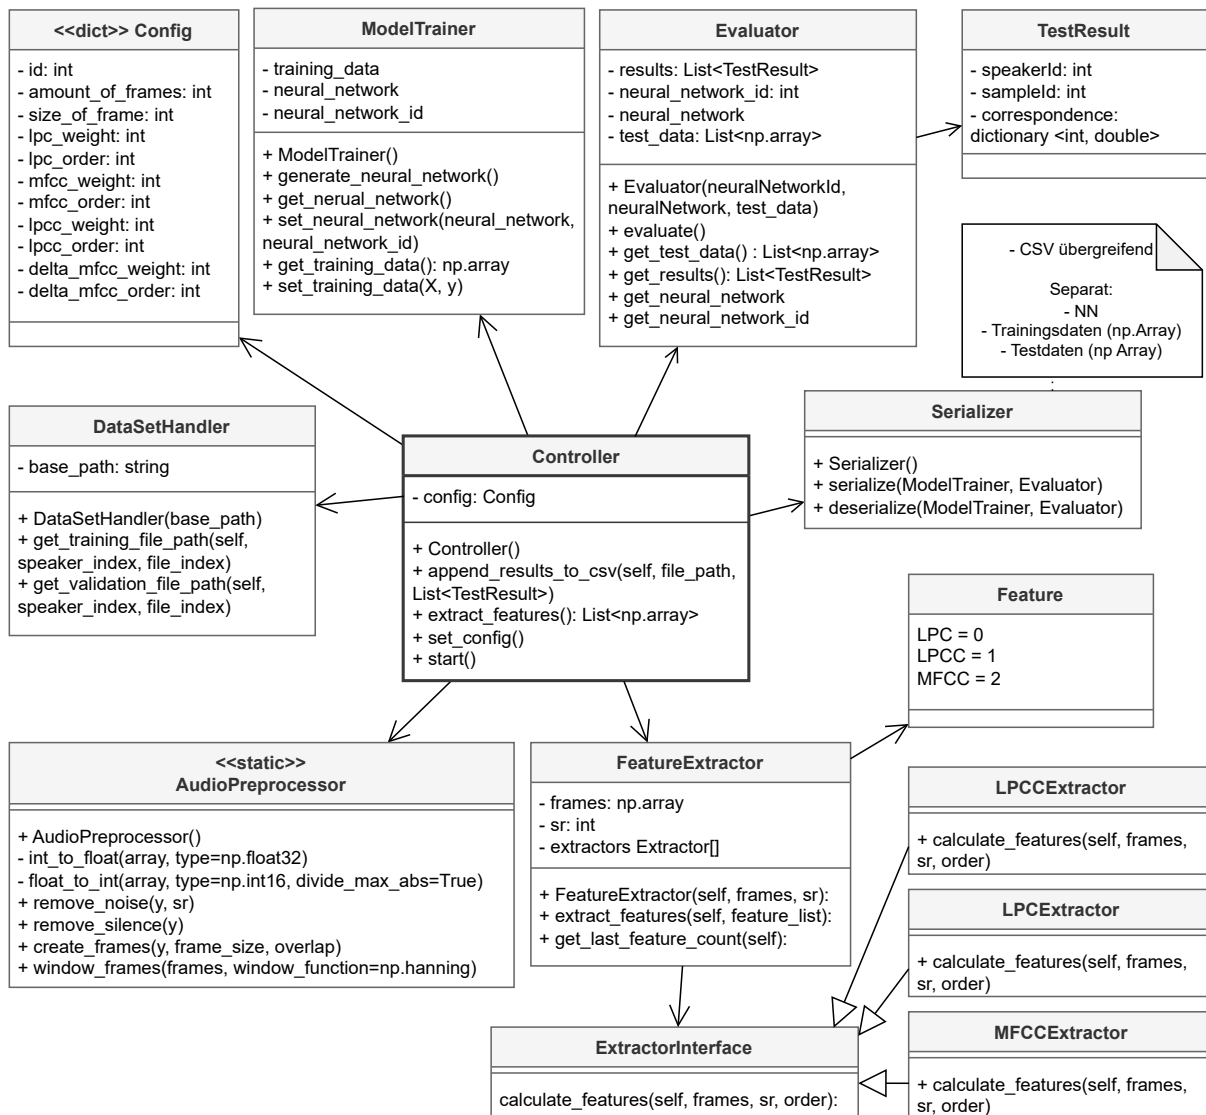 <<dict>> Config
- id: int
- amount_of_frames: int
- size_of_frame: int
- lpc_weight: int
- lpc_order: int
- mfcc_weight: int
- mfcc_order: int
- lpcc_weight: int
- lpcc_order: int
- delta_mfcc_weight: int
- delta_mfcc_order: int
ModelTrainer
- training_data
- neural_network
- neural_network_id
+ ModelTrainer()
+ generate_neural_network()
+ get_nerual_network()
+ set_neural_network(neural_network,
neural_network_id)
+ get_training_data(): np.array
+ set_training_data(X, y)
Evaluator
- results: List<TestResult>
- neural_network_id: int
- neural_network
- test_data: List<np.array>
+ Evaluator(neuralNetworkId,
neuralNetwork, test_data)
+ evaluate()
+ get_test_data() : List<np.array>
+ get_results(): List<TestResult>
+ get_neural_network
+ get_neural_network_id
TestResult
- speakerId: int
- sampleId: int
- correspondence:
dictionary <int, double>
- CSV übergreifend
Separat:
- NN
- Trainingsdaten (np.Array)
- Testdaten (np Array)
DataSetHandler
- base_path: string
+ DataSetHandler(base_path)
+ get_training_file_path(self,
speaker_index, file_index)
+ get_validation_file_path(self,
speaker_index, file_index)
Controller
- config: Config
+ Controller()
+ append_results_to_csv(self, file_path,
List<TestResult>)
+ extract_features(): List<np.array>
+ set_config()
+ start()
Serializer
+ Serializer()
+ serialize(ModelTrainer, Evaluator)
+ deserialize(ModelTrainer, Evaluator)
Feature
LPC = 0
LPCC = 1
MFCC = 2
<<static>>
AudioPreprocessor
+ AudioPreprocessor()
- int_to_float(array, type=np.float32)
- float_to_int(array, type=np.int16, divide_max_abs=True)
+ remove_noise(y, sr)
+ remove_silence(y)
+ create_frames(y, frame_size, overlap)
+ window_frames(frames, window_function=np.hanning)
FeatureExtractor
- frames: np.array
- sr: int
- extractors Extractor[]
+ FeatureExtractor(self, frames, sr):
+ extract_features(self, feature_list):
+ get_last_feature_count(self):
LPCCExtractor
+ calculate_features(self, frames,
sr, order)
LPCExtractor
+ calculate_features(self, frames,
sr, order)
MFCCExtractor
+ calculate_features(self, frames,
sr, order)
ExtractorInterface
calculate_features(self, frames, sr, order):